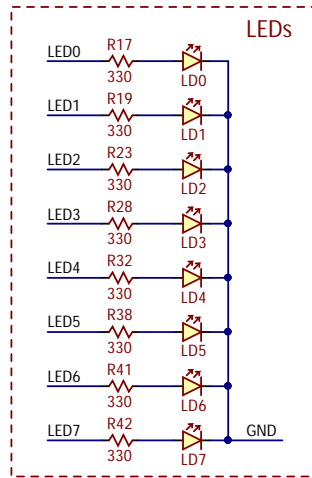 LEDs
LED0 R17
330 LD0
LED1 R19
330 LD1
LED2 R23
330 LD2
LED3 R28
330 LD3
LED4 R32
330 LD4
LED5 R38
330 LD5
LED6 R41
330 LD6
LED7 R42 GND
330 LD7